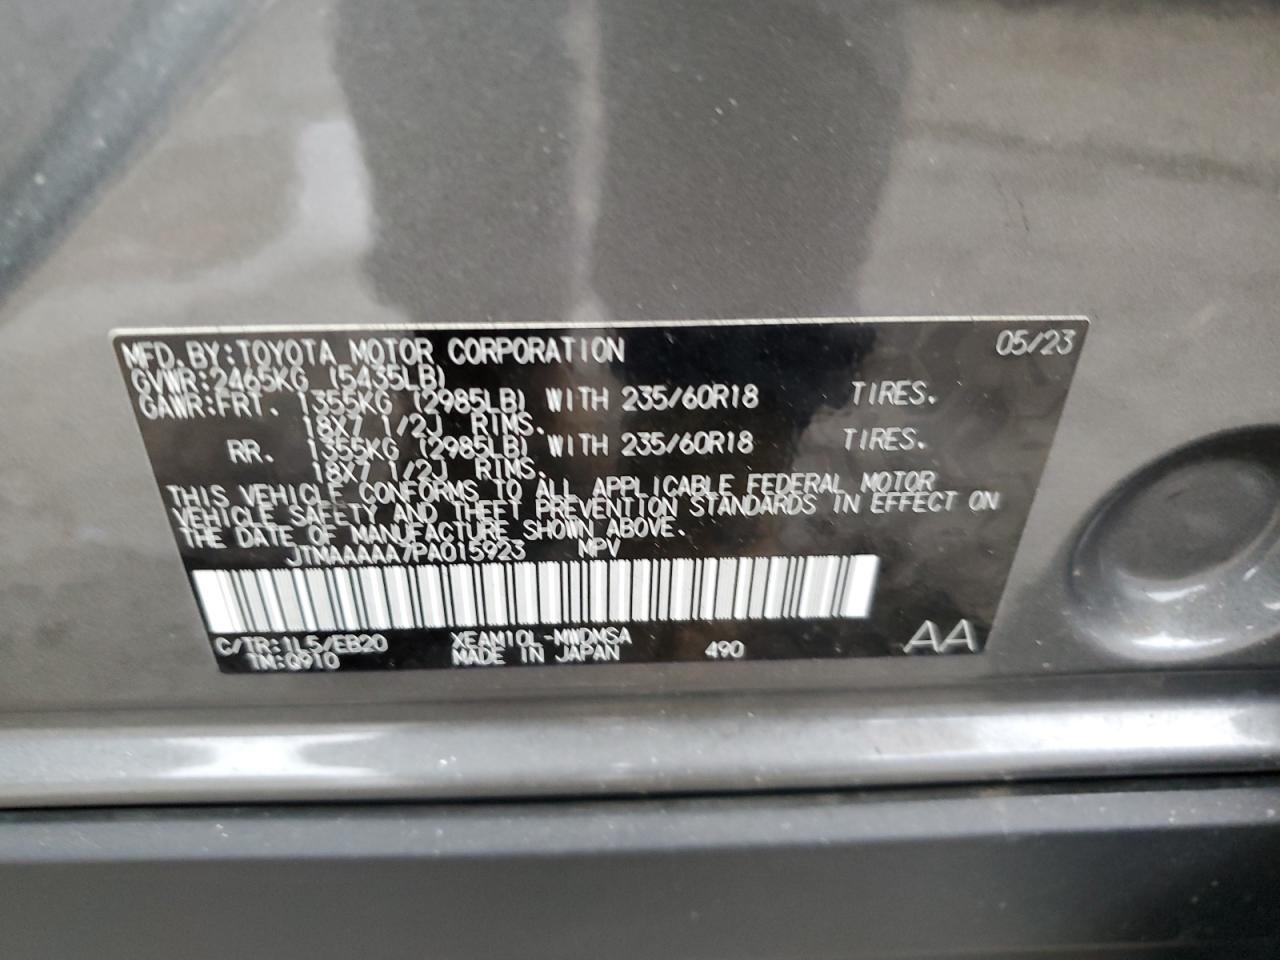 MFD.BY:TOYOTA MOTOR CORPORATION 05/23
GVWR:2465KG (5435LB)
GAWR:FRT. 1355KG (2985LB) WITH 235/60R18 TIRES.
18X7 1/2J RIMS.
RR. 1355KG (2985LB) WITH 235/60R18 TIRES.
18X7 1/2J RIMS.
THIS VEHICLE CONFORMS TO ALL APPLICABLE FEDERAL MOTOR
VEHICLE SAFETY AND THEFT PREVENTION STANDARDS IN EFFECT ON
THE DATE OF MANUFACTURE SHOWN ABOVE.
JTMAAAAA7PA015923 MPV
C/TR:1L5/EB20 XEAM10L-MWDMSA 490 AA
TM:Q910 MADE IN JAPAN